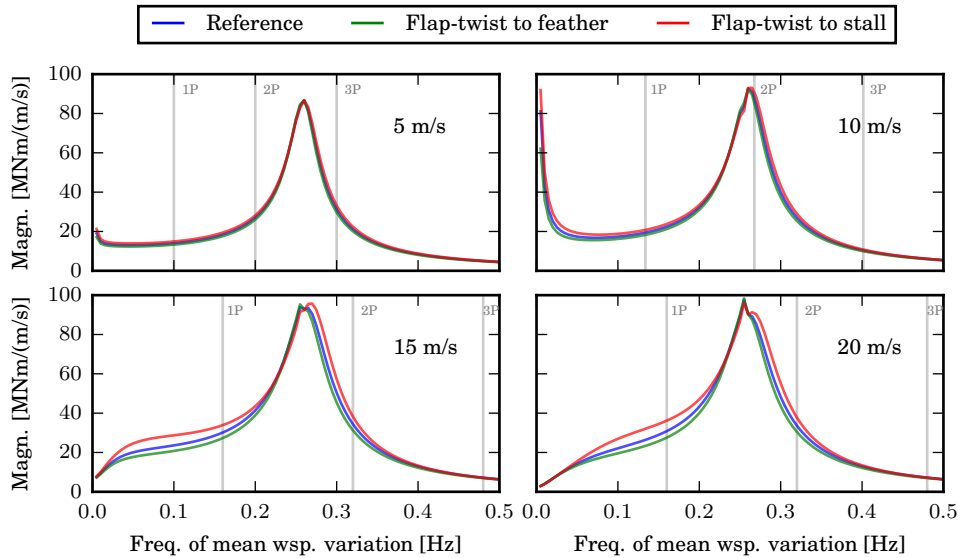 Reference Flap-twist to feather Flap-twist to stall
Magn. [MNm/(m/s)]
100
80
60
40
20
0
1P 2P 3P
5 m/s
1P 2P 3P
10 m/s
Magn. [MNm/(m/s)]
100
80
60
40
20
0
1P 2P 3P
15 m/s
1P 2P 3P
20 m/s
0.0 0.1 0.2 0.3 0.4 0.5
0.0 0.1 0.2 0.3 0.4 0.5
Freq. of mean wsp. variation [Hz]
Freq. of mean wsp. variation [Hz]